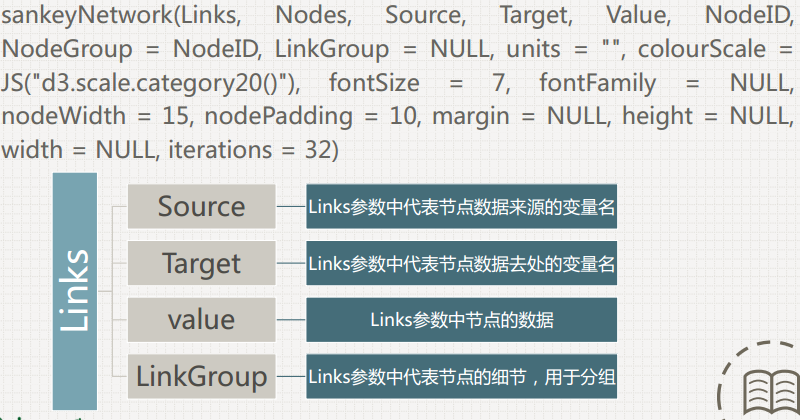 sankeyNetwork(Links, Nodes, Source, Target, Value, NodeID,
NodeGroup = NodeID, LinkGroup = NULL, units = "", colourScale =
JS("d3.scale.category20()"), fontSize = 7, fontFamily = NULL,
nodeWidth = 15, nodePadding = 10, margin = NULL, height = NULL,
width = NULL, iterations = 32)
Links
Source
Links参数中代表节点数据来源的变量名
Target
Links参数中代表节点数据去处的变量名
value
Links参数中节点的数据
LinkGroup
Links参数中代表节点的细节，用于分组